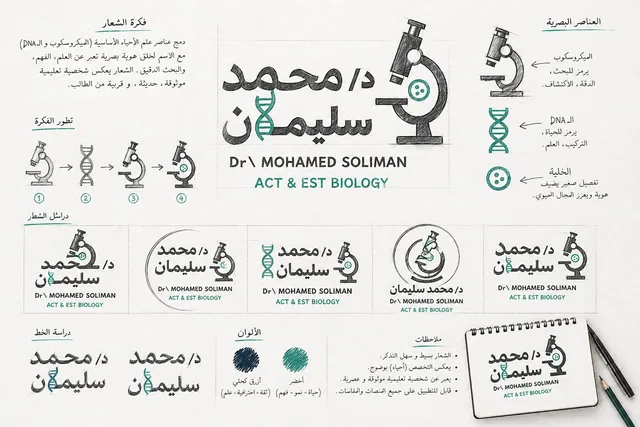 فكرة الشعار
دمج عناصر علم الأحياء الأساسية (الميكروسكوب و الـDNA)
مع الاسم لخلق هوية بصرية تعبر عن العلم، الفهم،
والبحث الدقيق. الشعار يعكس شخصية تعليمية
موثوقة، حديثة، و قريبة من الطالب.
تطور الفكرة
1
2
3
4
د/ محمد
سليمان
Dr\ MOHAMED SOLIMAN
ACT & EST BIOLOGY
العناصر البصرية
الميكروسكوب
يرمز للبحث،
الدقة، الاكتشاف.
الـ DNA
يرمز للحياة،
التركيب، العلم.
الخلية
تفصيل صغير يضيف
هوية ويعزز المجال الحيوي.
الشعار
د/ محمد
سليمان
Dr\ MOHAMED SOLIMAN
ACT & EST BIOLOGY
د/ محمد
سليمان
Dr\ MOHAMED SOLIMAN
ACT & EST BIOLOGY
د/ محمد
سليمان
Dr\ MOHAMED SOLIMAN
ACT & EST BIOLOGY
د/ محمد سليمان
Dr\ MOHAMED SOLIMAN
ACT & EST BIOLOGY
د/ محمد
سليمان
Dr\ MOHAMED SOLIMAN
ACT & EST BIOLOGY
دراسة الخط
د/ محمد
سليمان
د/ محمد
سليمان
الألوان
أزرق كحلي
(ثقة - احترافية - علم)
أخضر
(حياة - نمو - فهم)
ملاحظات
• الشعار بسيط و سهل التذكر.
• يعكس التخصص (أحياء) بوضوح.
• يعبر عن شخصية تعليمية موثوقة و عصرية.
• قابل للتطبيق على جميع المنصات والمقاسات.
د/ محمد
سليمان
Dr\ MOHAMED SOLIMAN
ACT & EST BIOLOGY